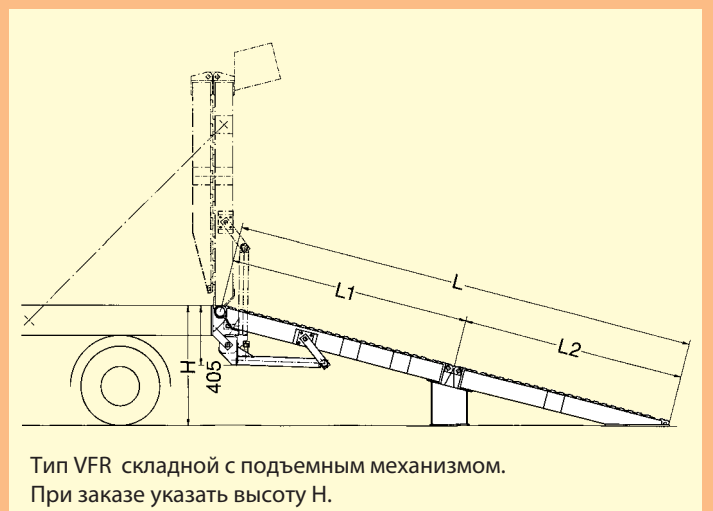 L
L1
L2
H
405
Тип VFR складной с подъемным механизмом.
При заказе указать высоту H.